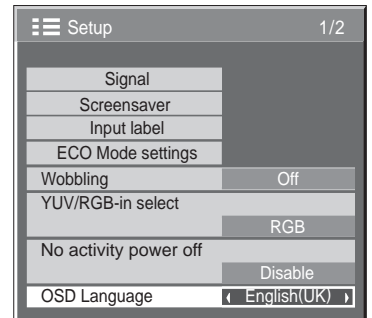 Setup 1/2
Signal
Screensaver
Input label
ECO Mode settings
Wobbling Off
YUV/RGB-in select
RGB
No activity power off
Disable
OSD Language English(UK)